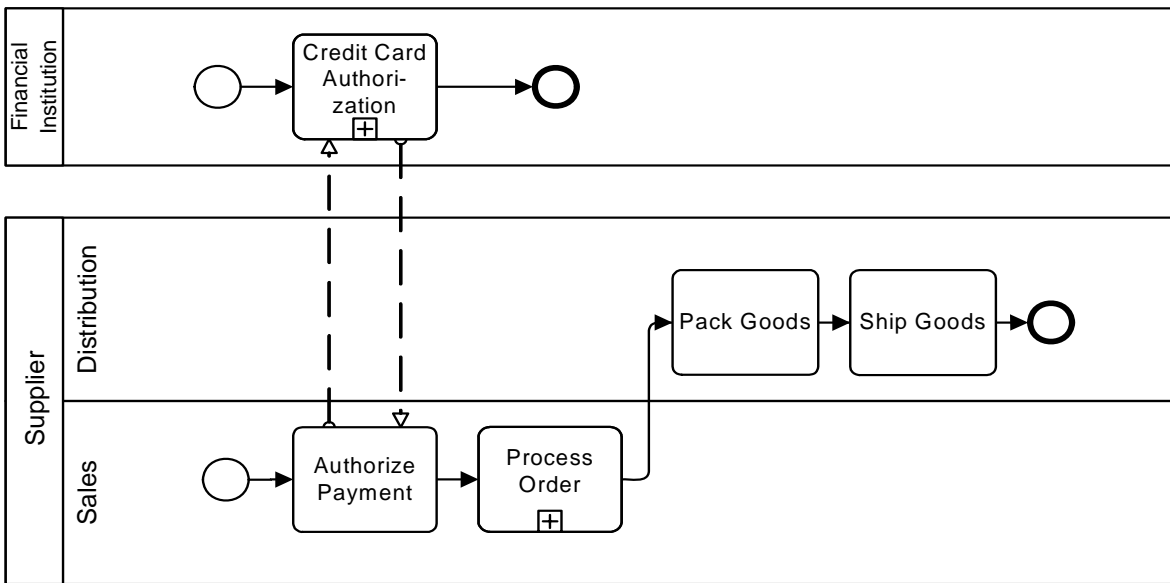 Financial
Institution
Credit Card
Authori-
zation
Supplier
Distribution
Pack Goods
Ship Goods
Sales
Authorize
Payment
Process
Order